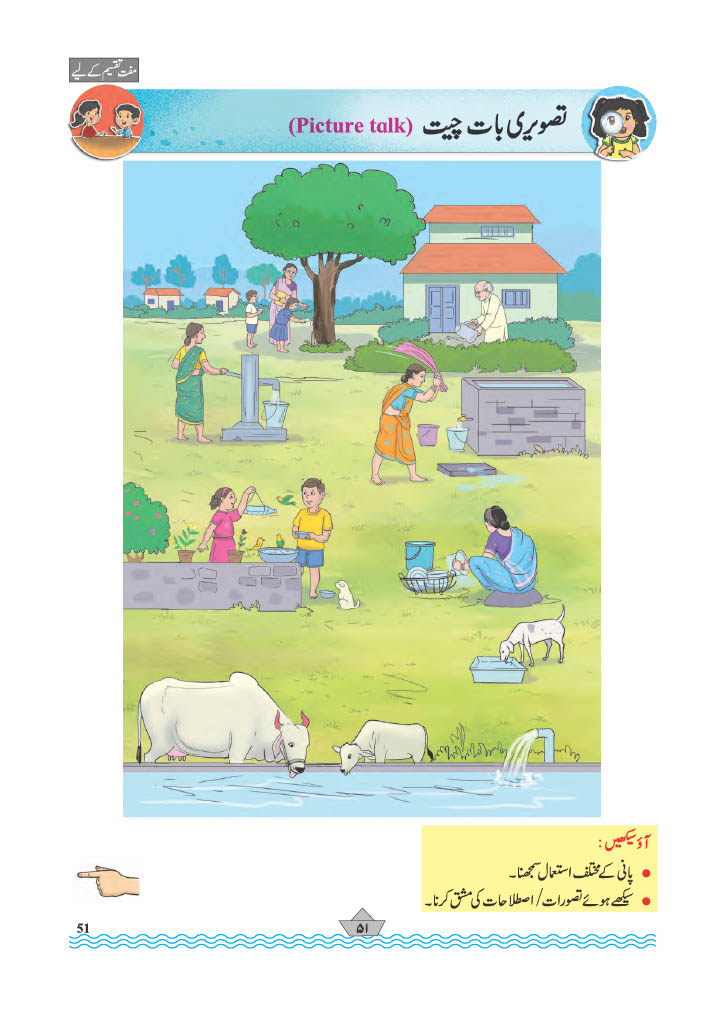 مفت تقسیم کے لیے
تصویری بات چیت (Picture talk)
آؤ سیکھیں :
● پانی کے مختلف استعمال سمجھنا۔
● سیکھے ہوئے تصورات/ اصطلاحات کی مشق کرنا۔
51
۵۱